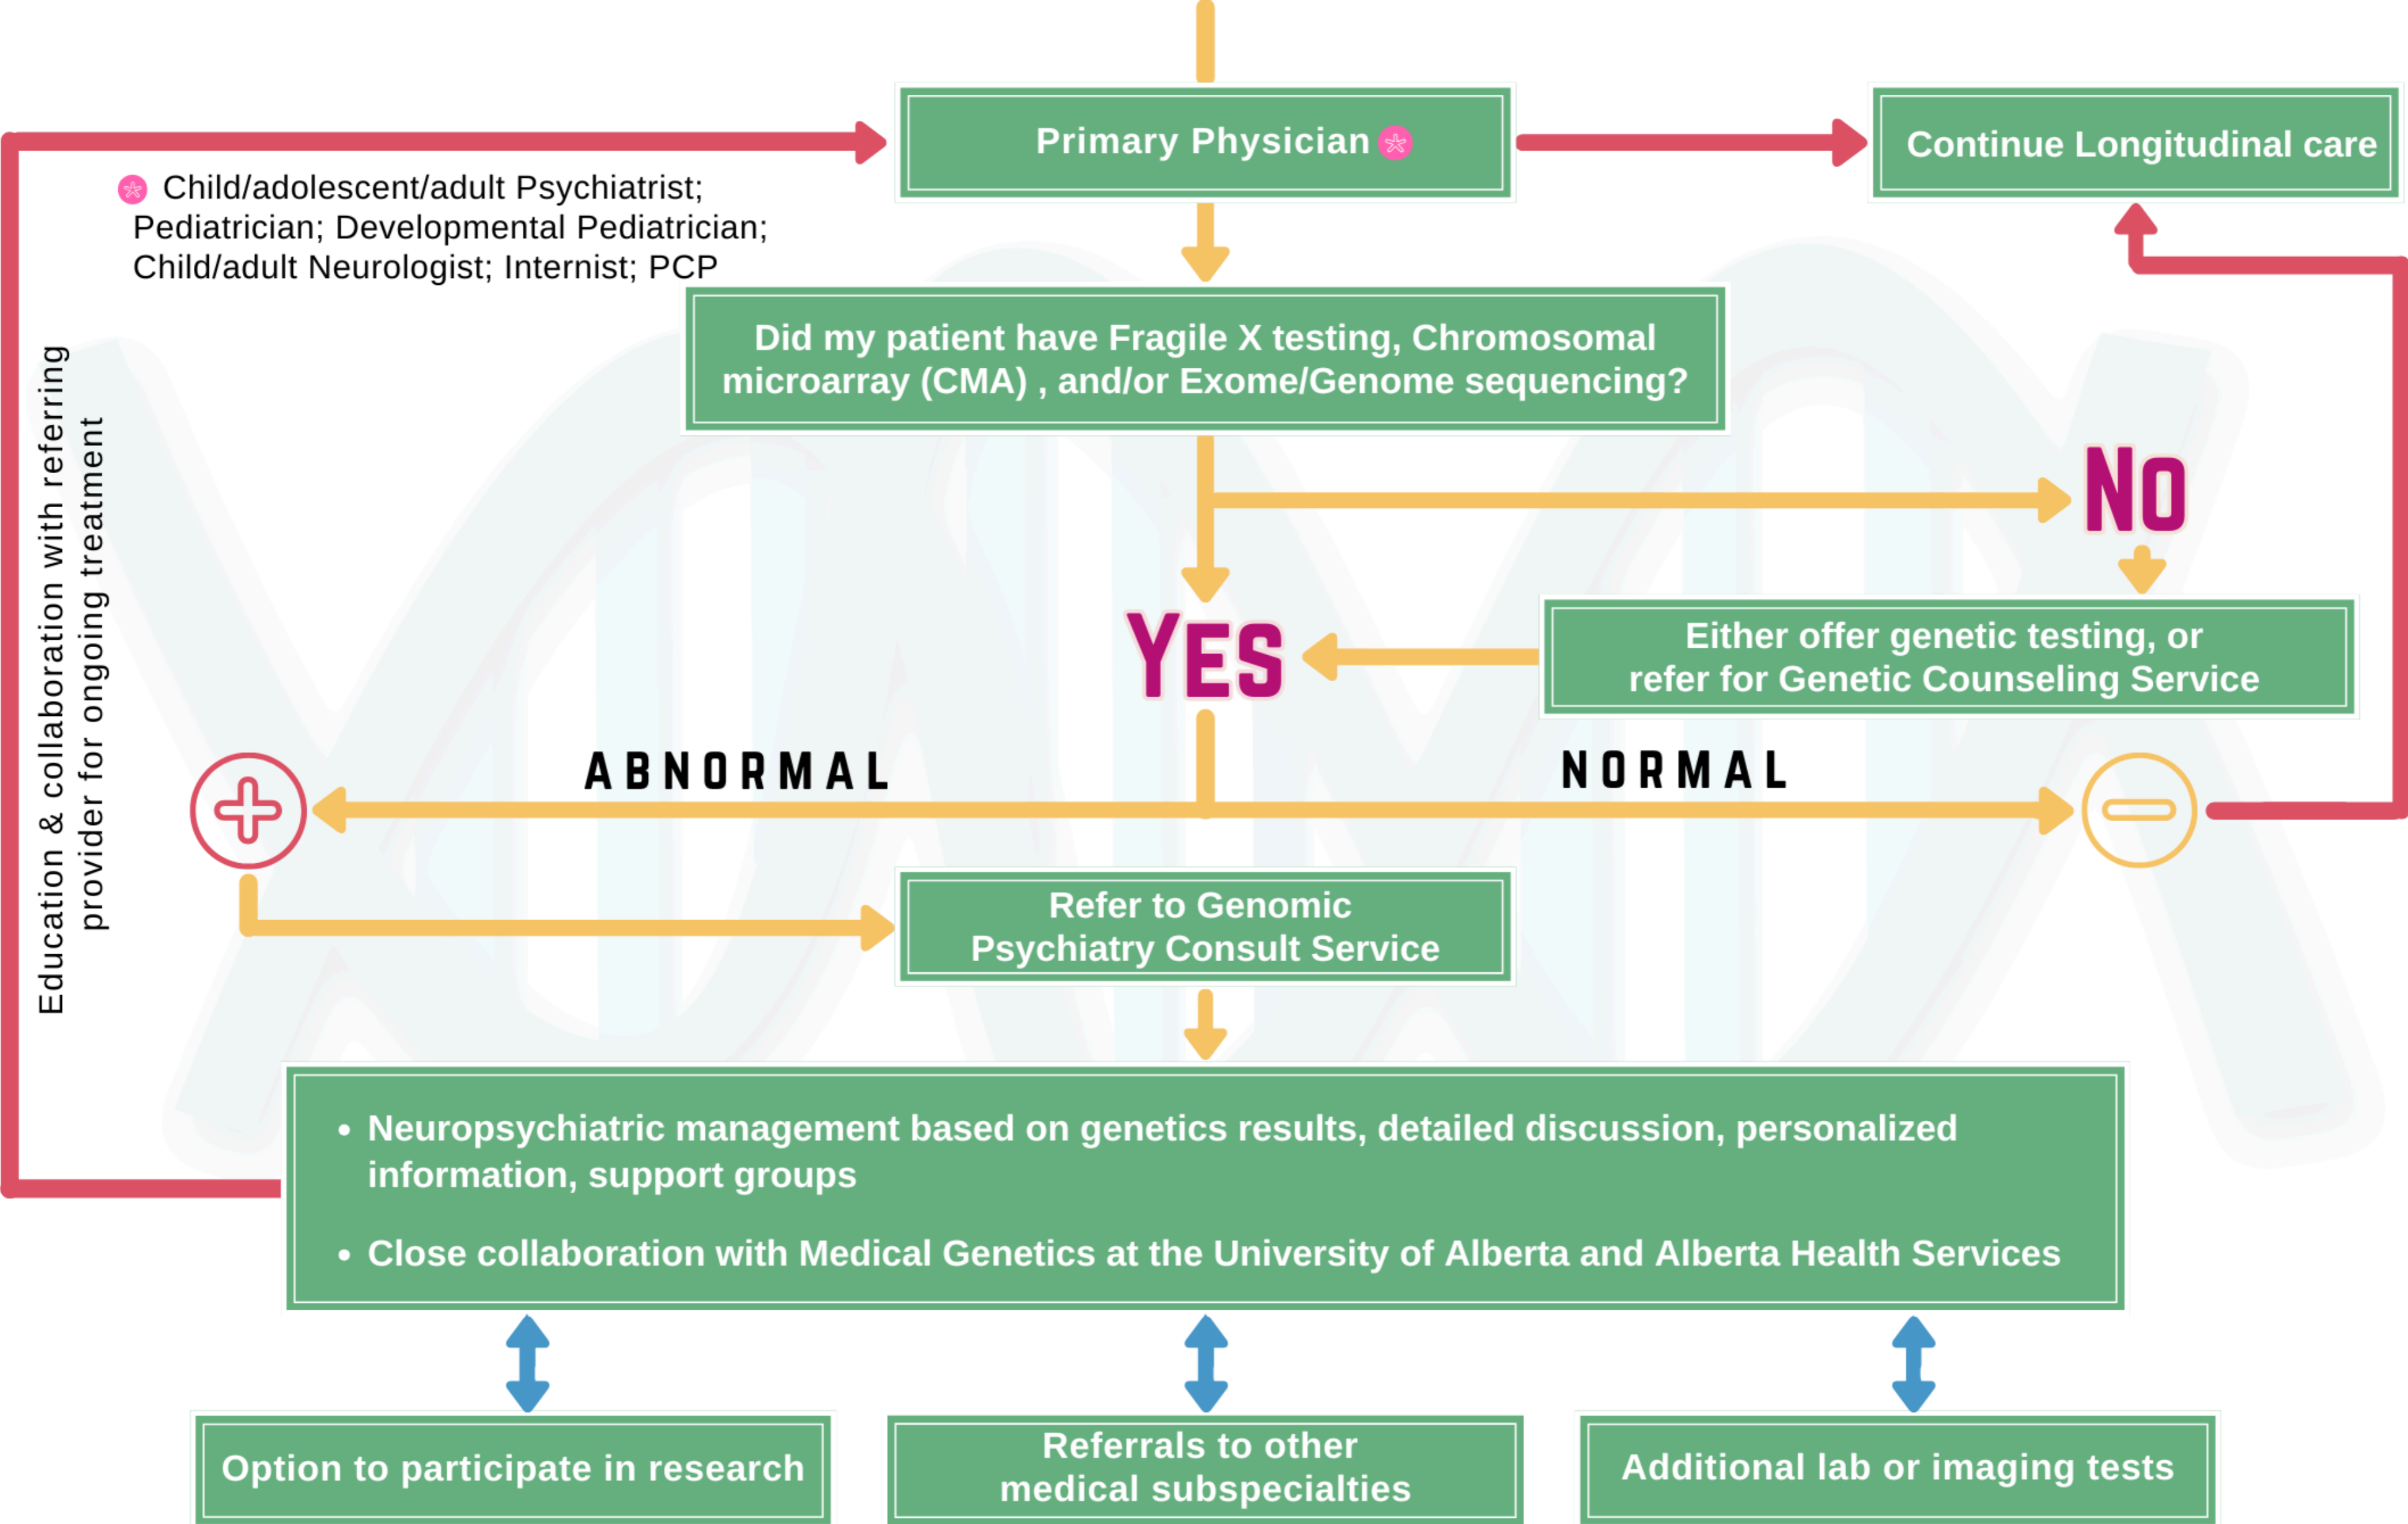 Primary Physician
Continue Longitudinal care
Child/adolescent/adult Psychiatrist;
Pediatrician; Developmental Pediatrician;
Child/adult Neurologist; Internist; PCP
Did my patient have Fragile X testing, Chromosomal
microarray (CMA) , and/or Exome/Genome sequencing?
Education & collaboration with referring
provider for ongoing treatment
No
Yes
Either offer genetic testing, or
refer for Genetic Counseling Service
ABNORMAL
NORMAL
Refer to Genomic
Psychiatry Consult Service
• Neuropsychiatric management based on genetics results, detailed discussion, personalized
information, support groups
• Close collaboration with Medical Genetics at the University of Alberta and Alberta Health Services
Option to participate in research
Referrals to other
medical subspecialties
Additional lab or imaging tests